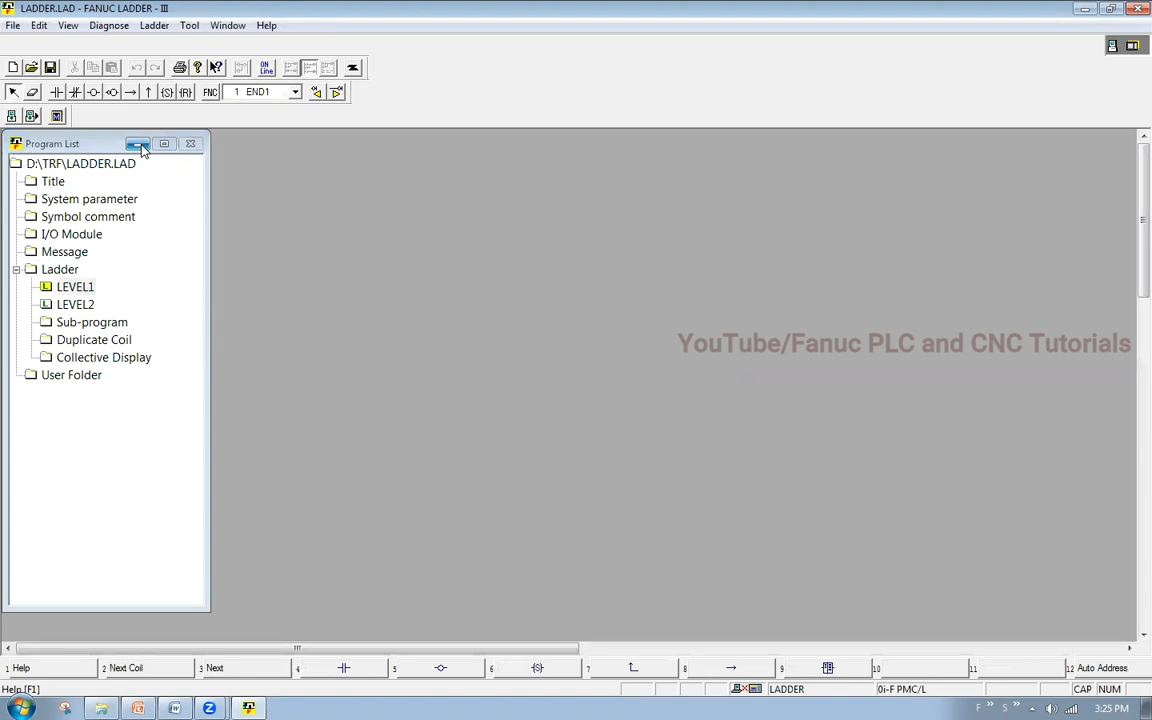 LADDER.LAD - FANUC LADDER - III
File Edit View Diagnose Ladder Tool Window Help
ON Line
(S) (R) FNC 1 END1
Program List
D:\TRF\LADDER.LAD
Title
System parameter
Symbol comment
I/O Module
Message
Ladder
LEVEL1
LEVEL2
Sub-program
Duplicate Coil
Collective Display
User Folder
YouTube/Fanuc PLC and CNC Tutorials
1 Help 2 Next Coil 3 Next 4 5 6 (S) 7 8 9 10 11 12 Auto Address
Help [F1] LADDER 0i-F PMC/L CAP NUM
F » S » 3:25 PM